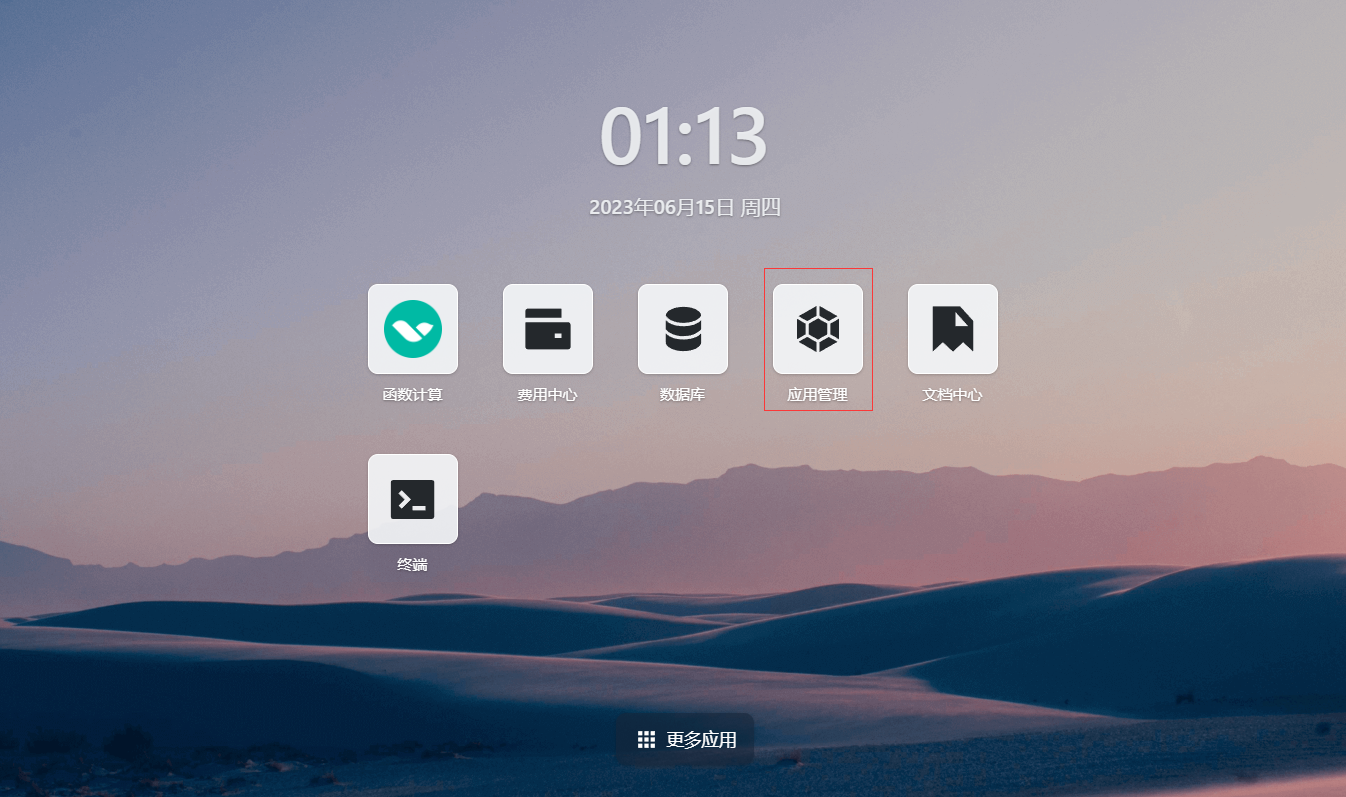 01:13
2023年06月15日 周四
函数计算
费用中心
数据库
应用管理
文档中心
终端
更多应用